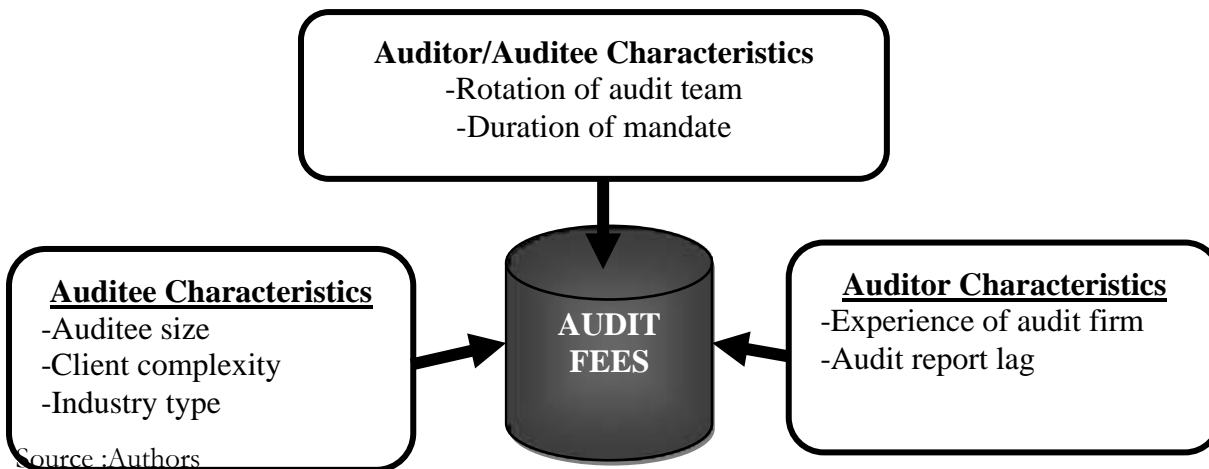 Auditor/Auditee Characteristics
-Rotation of audit team
-Duration of mandate
Auditee Characteristics
-Auditee size
-Client complexity
-Industry type
AUDIT
FEES
Auditor Characteristics
-Experience of audit firm
-Audit report lag
Source :Authors